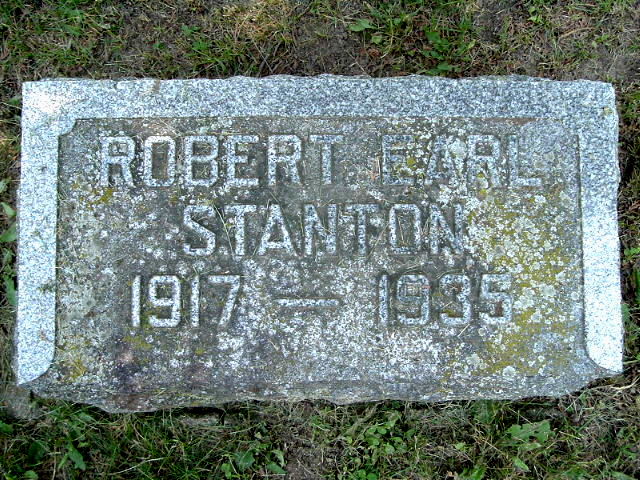 ROBERT EARL
STANTON
1917 — 1935